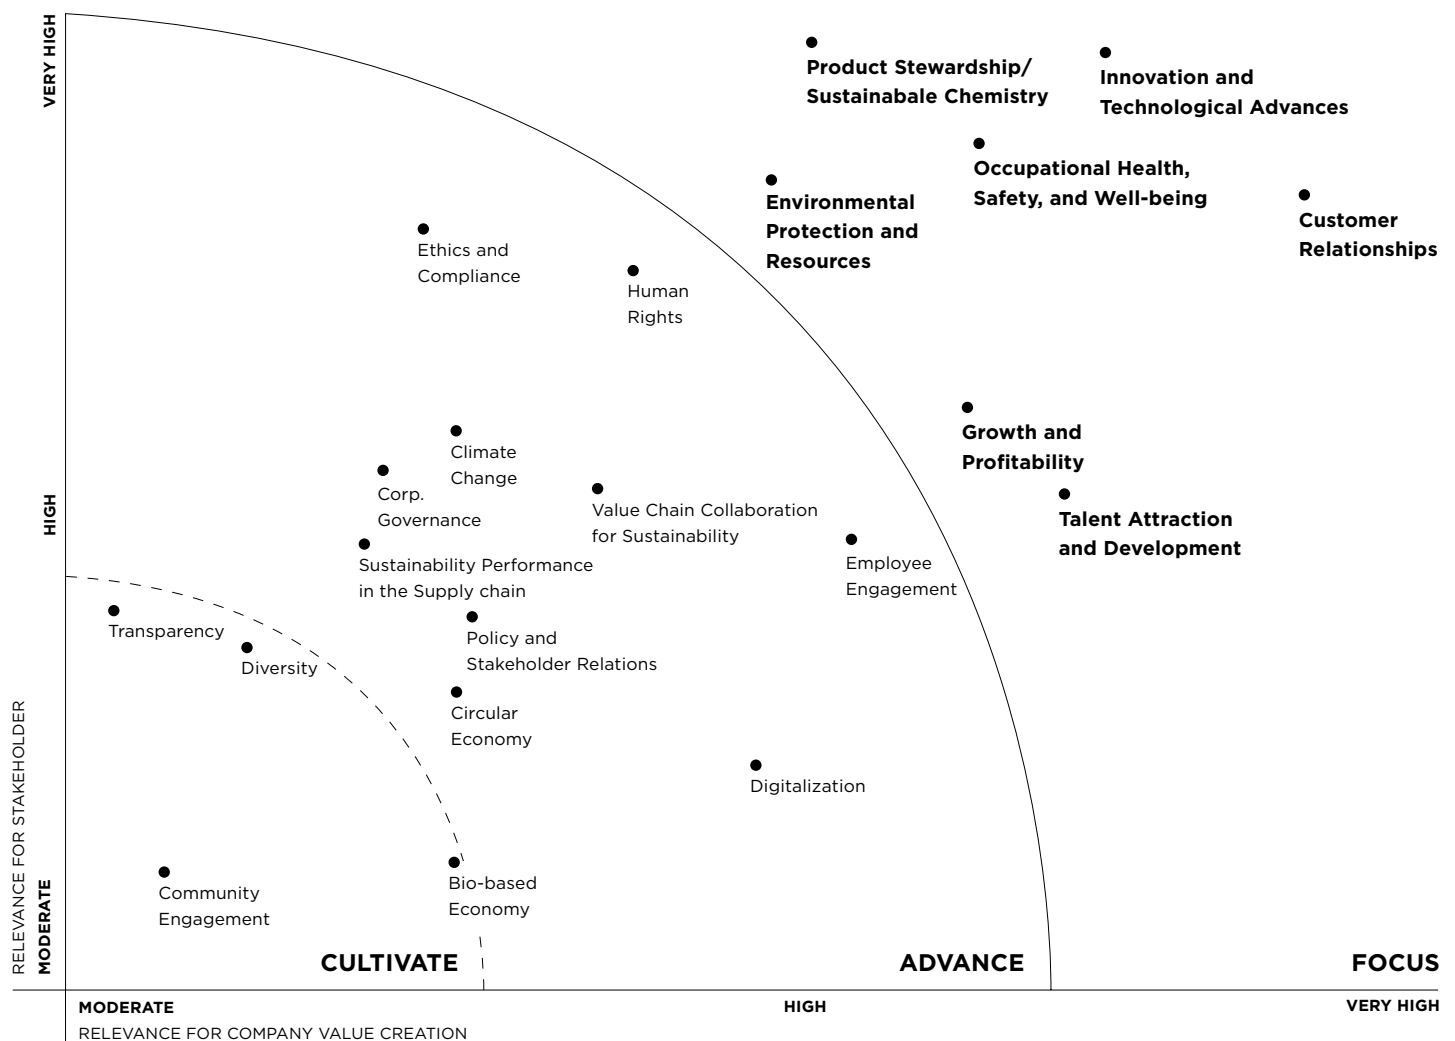 VERY HIGH
HIGH
RELEVANCE FOR STAKEHOLDER
MODERATE
Product Stewardship/
Sustainabale Chemistry
Innovation and
Technological Advances
Occupational Health,
Safety, and Well-being
Environmental
Protection and
Resources
Customer
Relationships
Ethics and
Compliance
Human
Rights
Growth and
Profitability
Climate
Change
Corp.
Governance
Value Chain Collaboration
for Sustainability
Talent Attraction
and Development
Sustainability Performance
in the Supply chain
Employee
Engagement
Transparency
Policy and
Stakeholder Relations
Diversity
Circular
Economy
Digitalization
Community
Engagement
Bio-based
Economy
CULTIVATE
ADVANCE
FOCUS
MODERATE
HIGH
VERY HIGH
RELEVANCE FOR COMPANY VALUE CREATION